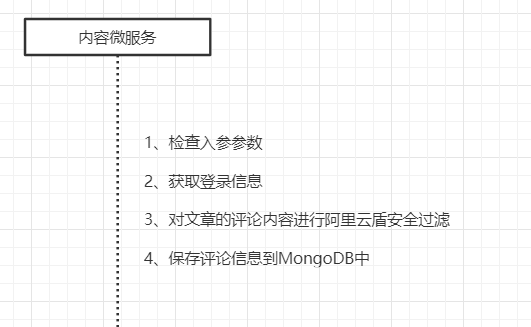 内容微服务
1、检查入参参数
2、获取登录信息
3、对文章的评论内容进行阿里云盾安全过滤
4、保存评论信息到MongoDB中